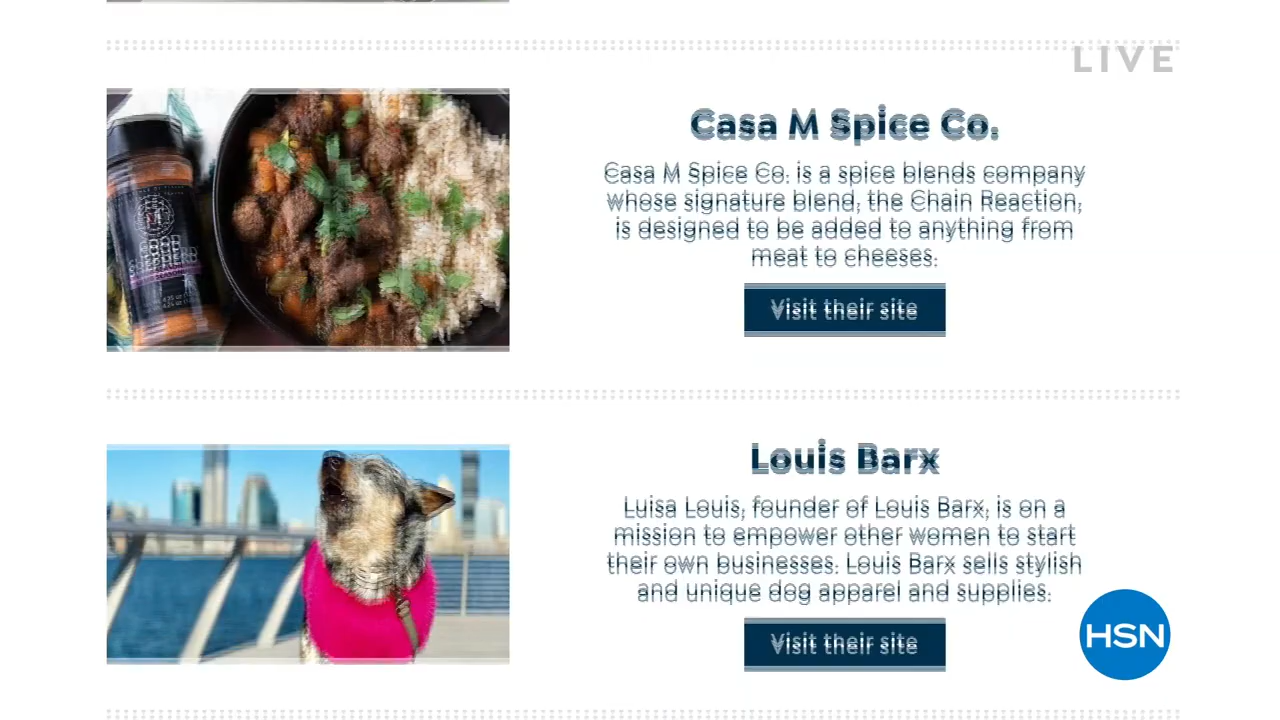 LIVE
Casa M Spice Co.
Casa M Spice Co. is a spice blends company
whose signature blend, the Chain Reaction,
is designed to be added to anything from
meat to cheeses.
GOOD
SHEPHERD
Visit their site
Louis Barx
Luisa Louis, founder of Louis Barx, is on a
mission to empower other women to start
their own businesses. Louis Barx sells stylish
and unique dog apparel and supplies.
Visit their site
HSN